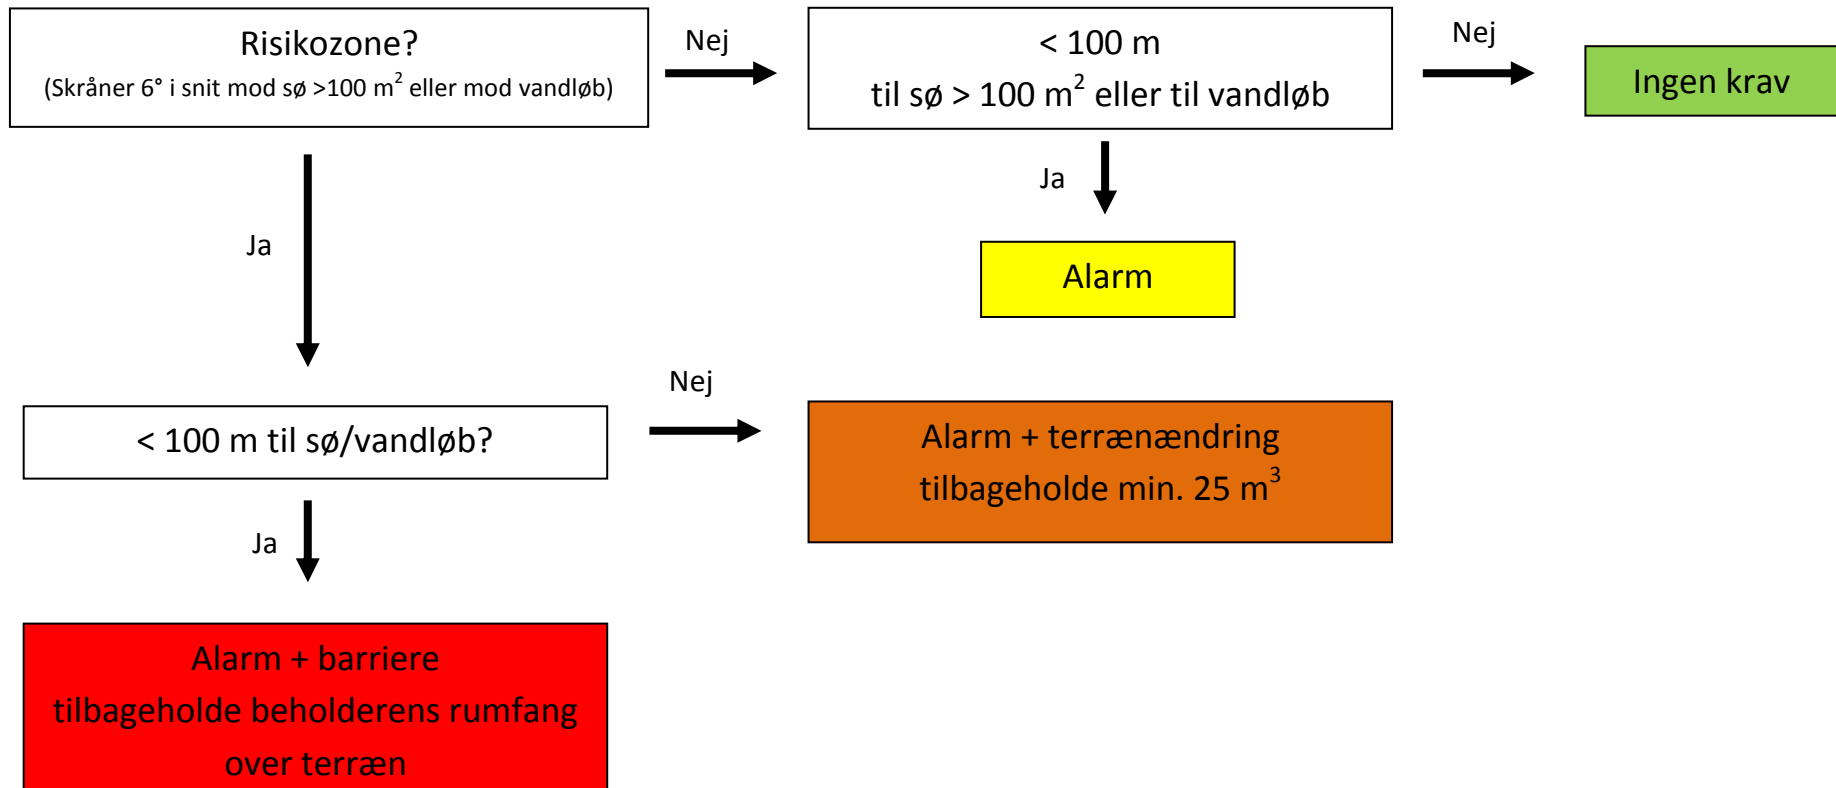 Risikozone?
(Skråner 6° i snit mod sø >100 m² eller mod vandløb)
Nej
< 100 m
til sø > 100 m² eller til vandløb
Nej
Ingen krav
Ja
Alarm
Ja
< 100 m til sø/vandløb?
Nej
Alarm + terrænændring
tilbageholde min. 25 m³
Ja
Alarm + barriere
tilbageholde beholderens rumfang
over terræn